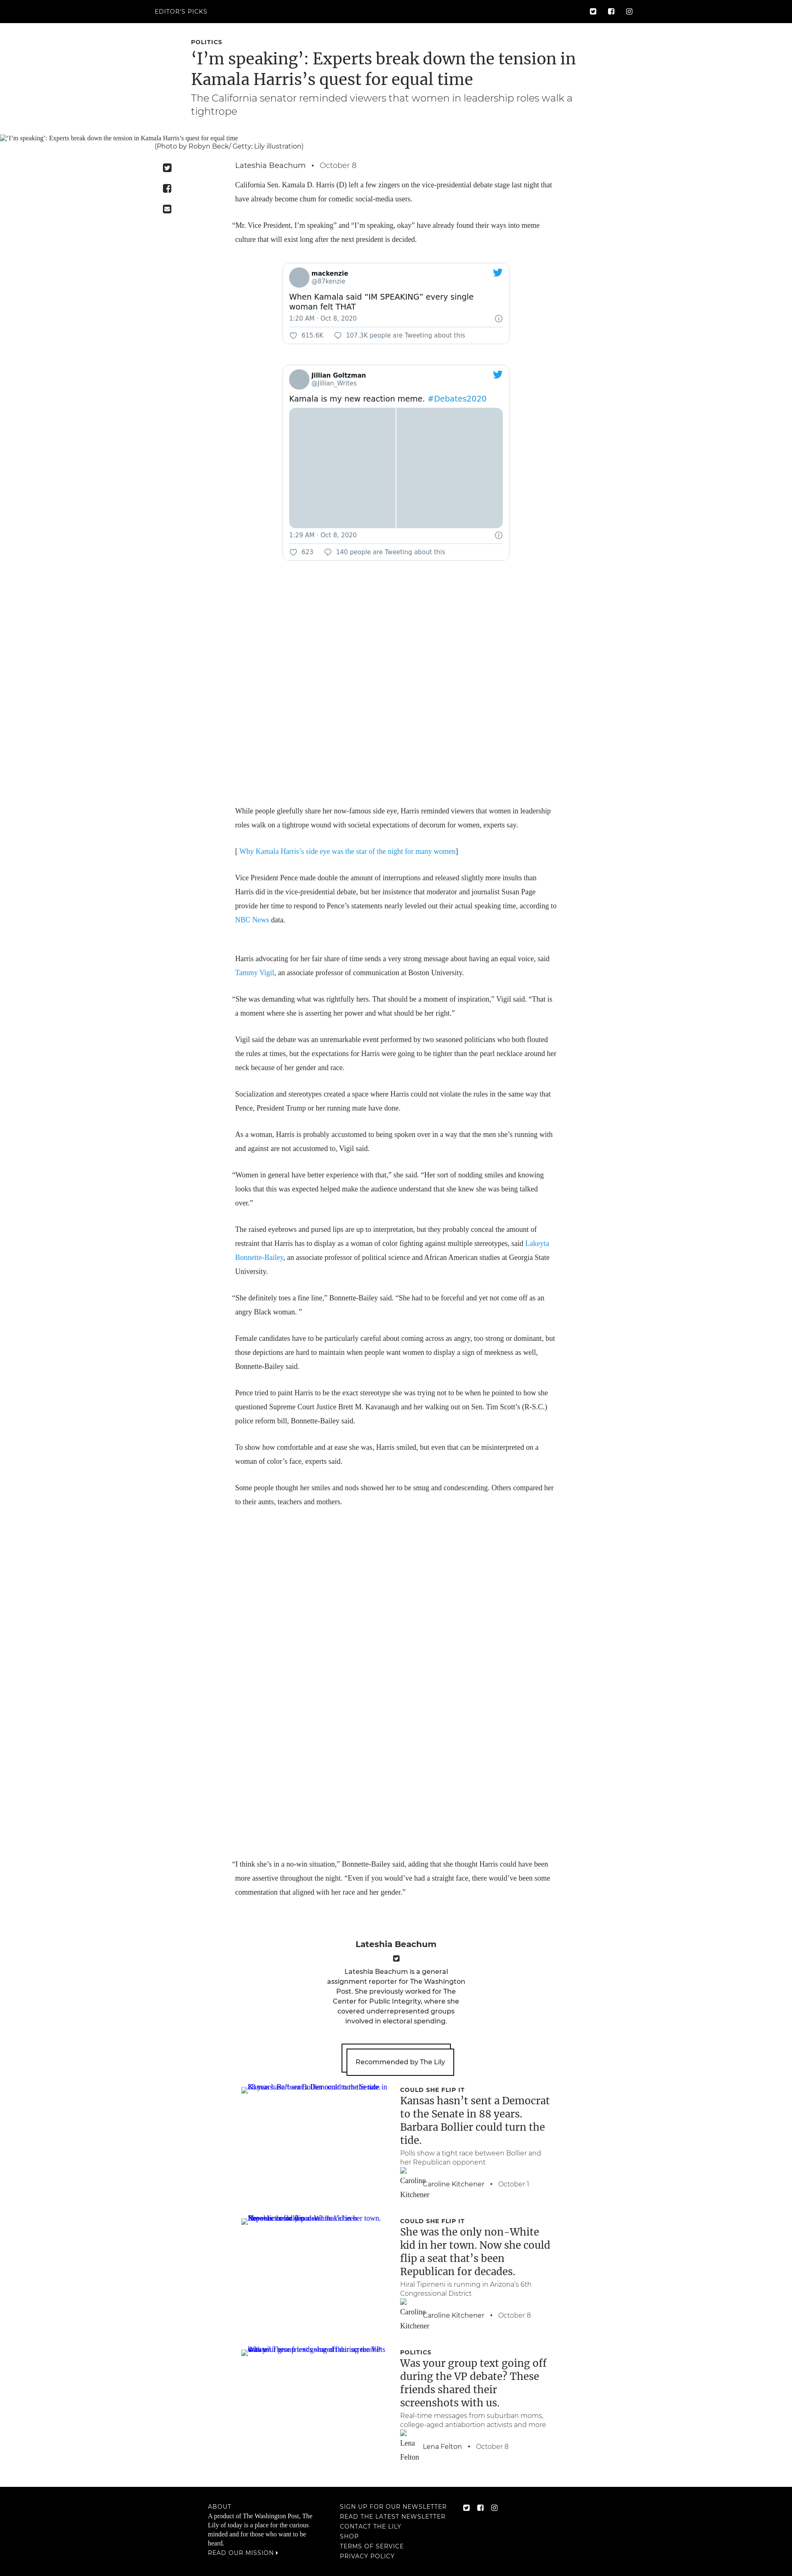 EDITOR'S PICKS
POLITICS
‘I’m speaking’: Experts break down the tension in
Kamala Harris’s quest for equal time
The California senator reminded viewers that women in leadership roles walk a
tightrope
‘I’m speaking’: Experts break down the tension in Kamala Harris’s quest for equal time
(Photo by Robyn Beck/ Getty; Lily illustration)
Lateshia Beachum • October 8
California Sen. Kamala D. Harris (D) left a few zingers on the vice-presidential debate stage last night that
have already become chum for comedic social-media users.
“Mr. Vice President, I’m speaking” and “I’m speaking, okay” have already found their ways into meme
culture that will exist long after the next president is decided.
mackenzie
@87kenzie
When Kamala said “IM SPEAKING” every single
woman felt THAT
1:20 AM · Oct 8, 2020
615.6K 107.3K people are Tweeting about this
Jillian Goltzman
@Jillian_Writes
Kamala is my new reaction meme. #Debates2020
1:29 AM · Oct 8, 2020
623 140 people are Tweeting about this
While people gleefully share her now-famous side eye, Harris reminded viewers that women in leadership
roles walk on a tightrope wound with societal expectations of decorum for women, experts say.
[ Why Kamala Harris’s side eye was the star of the night for many women]
Vice President Pence made double the amount of interruptions and released slightly more insults than
Harris did in the vice-presidential debate, but her insistence that moderator and journalist Susan Page
provide her time to respond to Pence’s statements nearly leveled out their actual speaking time, according to
NBC News data.
Harris advocating for her fair share of time sends a very strong message about having an equal voice, said
Tammy Vigil, an associate professor of communication at Boston University.
“She was demanding what was rightfully hers. That should be a moment of inspiration,” Vigil said. “That is
a moment where she is asserting her power and what should be her right.”
Vigil said the debate was an unremarkable event performed by two seasoned politicians who both flouted
the rules at times, but the expectations for Harris were going to be tighter than the pearl necklace around her
neck because of her gender and race.
Socialization and stereotypes created a space where Harris could not violate the rules in the same way that
Pence, President Trump or her running mate have done.
As a woman, Harris is probably accustomed to being spoken over in a way that the men she’s running with
and against are not accustomed to, Vigil said.
“Women in general have better experience with that,” she said. “Her sort of nodding smiles and knowing
looks that this was expected helped make the audience understand that she knew she was being talked
over.”
The raised eyebrows and pursed lips are up to interpretation, but they probably conceal the amount of
restraint that Harris has to display as a woman of color fighting against multiple stereotypes, said Lakeyta
Bonnette-Bailey, an associate professor of political science and African American studies at Georgia State
University.
“She definitely toes a fine line,” Bonnette-Bailey said. “She had to be forceful and yet not come off as an
angry Black woman. ”
Female candidates have to be particularly careful about coming across as angry, too strong or dominant, but
those depictions are hard to maintain when people want women to display a sign of meekness as well,
Bonnette-Bailey said.
Pence tried to paint Harris to be the exact stereotype she was trying not to be when he pointed to how she
questioned Supreme Court Justice Brett M. Kavanaugh and her walking out on Sen. Tim Scott’s (R-S.C.)
police reform bill, Bonnette-Bailey said.
To show how comfortable and at ease she was, Harris smiled, but even that can be misinterpreted on a
woman of color’s face, experts said.
Some people thought her smiles and nods showed her to be smug and condescending. Others compared her
to their aunts, teachers and mothers.
“I think she’s in a no-win situation,” Bonnette-Bailey said, adding that she thought Harris could have been
more assertive throughout the night. “Even if you would’ve had a straight face, there would’ve been some
commentation that aligned with her race and her gender.”
Lateshia Beachum
Lateshia Beachum is a general
assignment reporter for The Washington
Post. She previously worked for The
Center for Public Integrity, where she
covered underrepresented groups
involved in electoral spending.
Recommended by The Lily
COULD SHE FLIP IT
Kansas hasn’t sent a Democrat
to the Senate in 88 years.
Barbara Bollier could turn the
tide.
Polls show a tight race between Bollier and
her Republican opponent
Caroline
Kitchener
Caroline Kitchener • October 1
COULD SHE FLIP IT
She was the only non-White
kid in her town. Now she could
flip a seat that’s been
Republican for decades.
Hiral Tipirneni is running in Arizona’s 6th
Congressional District
Caroline
Kitchener
Caroline Kitchener • October 8
POLITICS
Was your group text going off
during the VP debate? These
friends shared their
screenshots with us.
Real-time messages from suburban moms,
college-aged antiabortion activists and more
Lena
Felton
Lena Felton • October 8
ABOUT
A product of The Washington Post, The
Lily of today is a place for the curious
minded and for those who want to be
heard.
READ OUR MISSION
SIGN UP FOR OUR NEWSLETTER
READ THE LATEST NEWSLETTER
CONTACT THE LILY
SHOP
TERMS OF SERVICE
PRIVACY POLICY